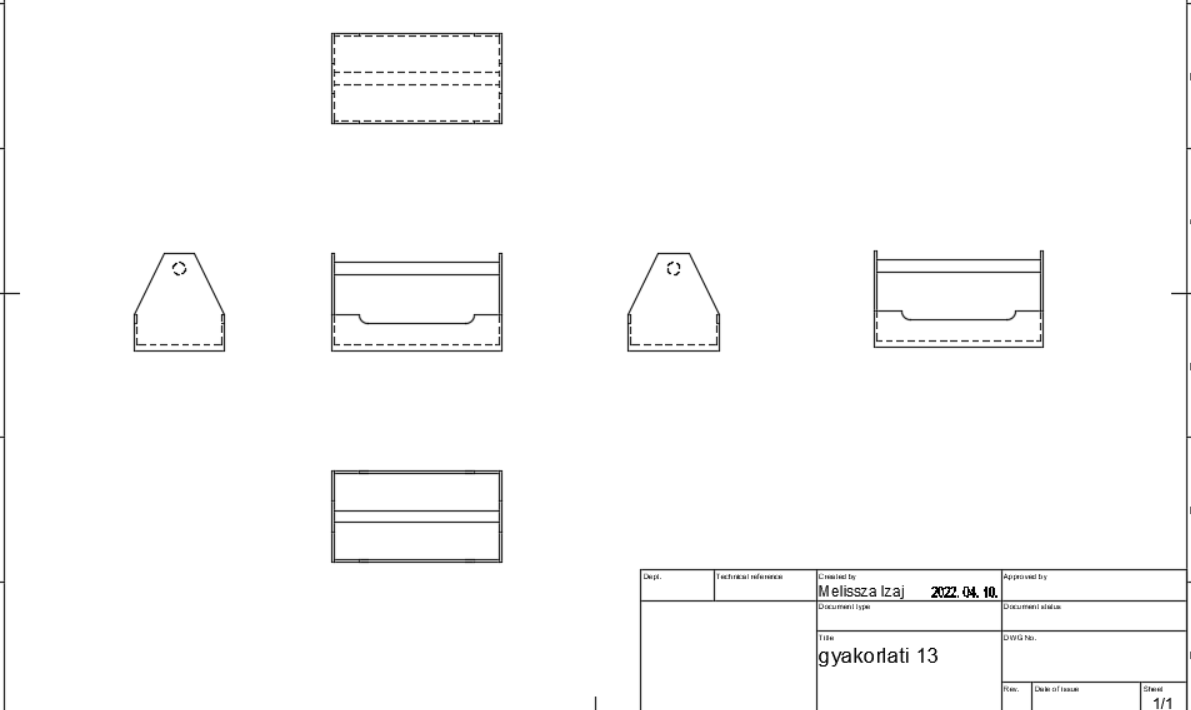 Dept.
Technical reference
Created by
Approved by
Melissza Izaj 2022. 04. 10.
Document type
Document status
Title
DWG No.
gyakorlati 13
Rev.
Date of issue
Sheet
1/1